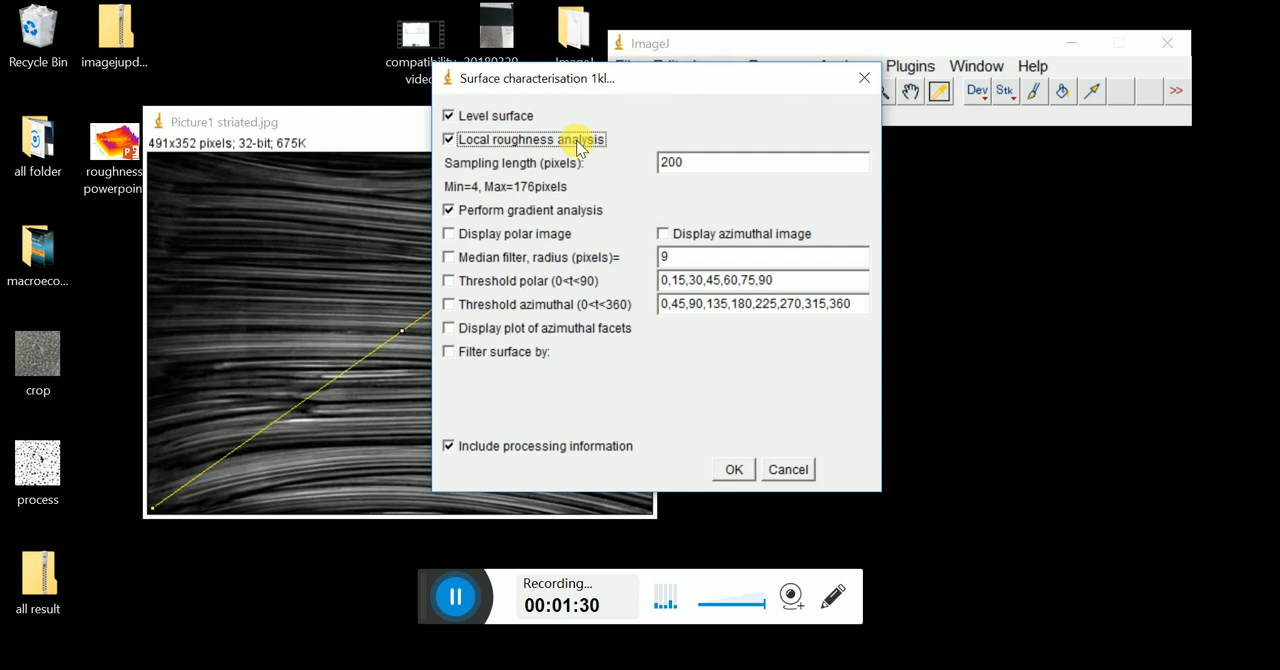 Recycle Bin
imagejupd...
compatibility
video
ImageJ
Plugins Window Help
Dev Stk >>
Surface characterisation 1kl...
Level surface
Local roughness analysis
Sampling length (pixels): 200
Min=4, Max=176pixels
Perform gradient analysis
Display polar image Display azimuthal image
Median filter, radius (pixels)= 9
Threshold polar (0<t<90) 0,15,30,45,60,75,90
Threshold azimuthal (0<t<360) 0,45,90,135,180,225,270,315,360
Display plot of azimuthal facets
Filter surface by:
Include processing information
OK Cancel
Picture1 striated.jpg
491x352 pixels; 32-bit; 675K
all folder
roughness
powerpoin
macroeco...
crop
process
all result
Recording...
00:01:30